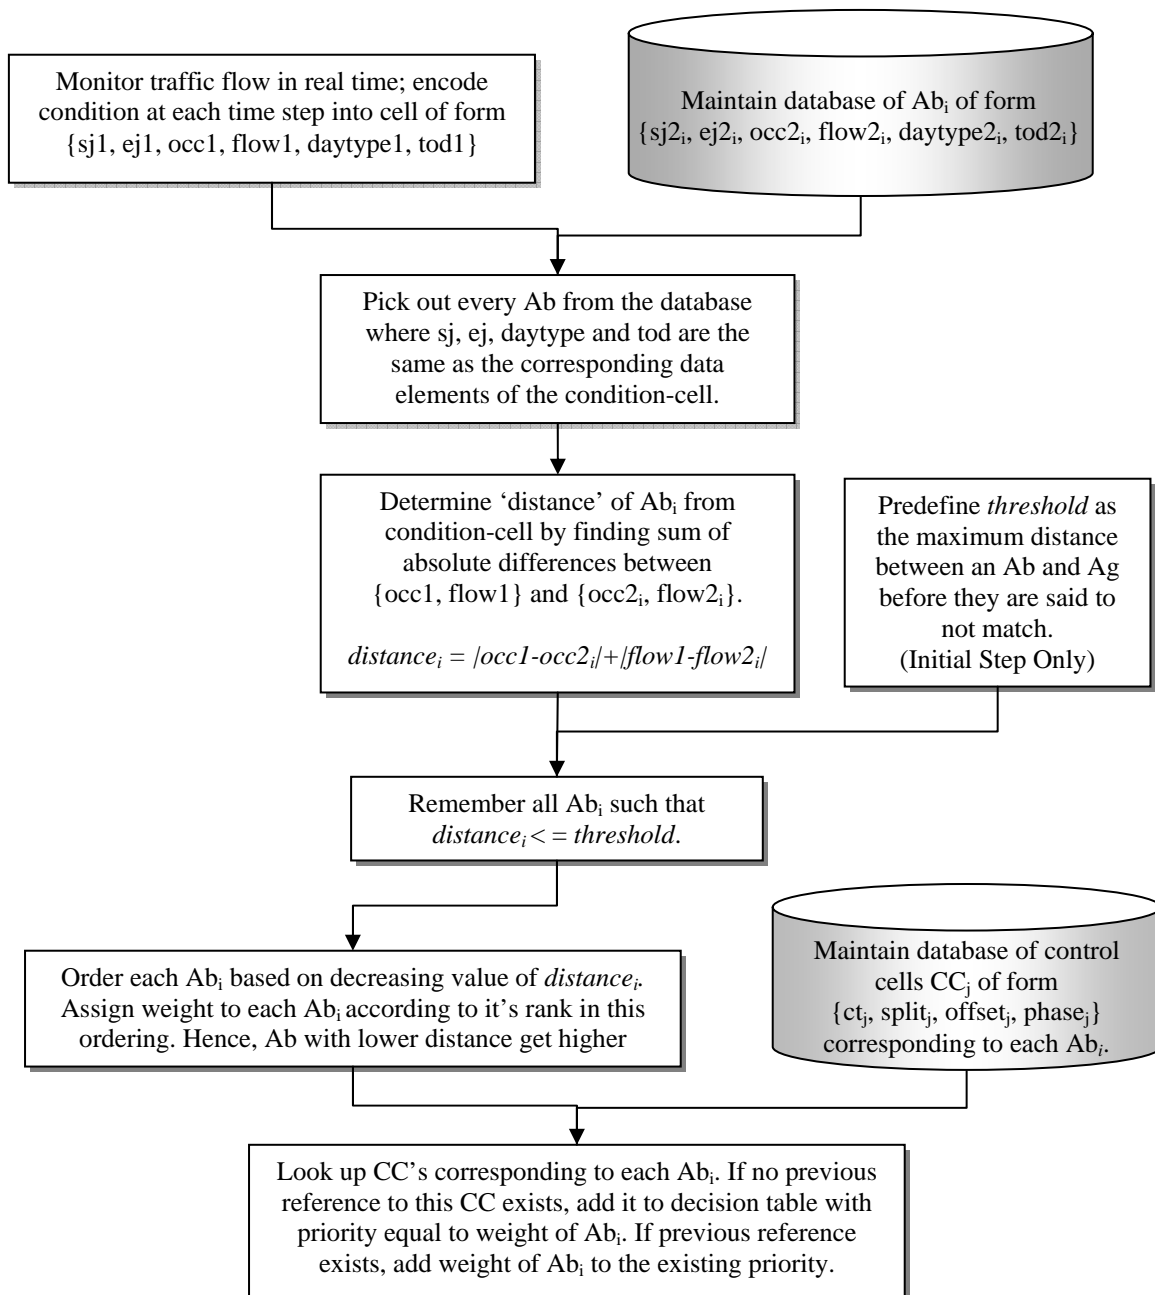 Monitor traffic flow in real time; encode
condition at each time step into cell of form
{sj1, ej1, occ1, flow1, daytype1, tod1}
Maintain database of Abᵢ of form
{sj2ᵢ, ej2ᵢ, occ2ᵢ, flow2ᵢ, daytype2ᵢ, tod2ᵢ}
Pick out every Ab from the database
where sj, ej, daytype and tod are the
same as the corresponding data
elements of the condition-cell.
Determine ‘distance’ of Abᵢ from
condition-cell by finding sum of
absolute differences between
{occ1, flow1} and {occ2ᵢ, flow2ᵢ}.
distanceᵢ = |occ1-occ2ᵢ|+|flow1-flow2ᵢ|
Predefine threshold as
the maximum distance
between an Ab and Ag
before they are said to
not match.
(Initial Step Only)
Remember all Abᵢ such that
distanceᵢ < = threshold.
Order each Abᵢ based on decreasing value of distanceᵢ.
Assign weight to each Abᵢ according to it's rank in this
ordering. Hence, Ab with lower distance get higher
Maintain database of control
cells CCⱼ of form
{ctⱼ, splitⱼ, offsetⱼ, phaseⱼ}
corresponding to each Abᵢ.
Look up CC's corresponding to each Abᵢ. If no previous
reference to this CC exists, add it to decision table with
priority equal to weight of Abᵢ. If previous reference
exists, add weight of Abᵢ to the existing priority.